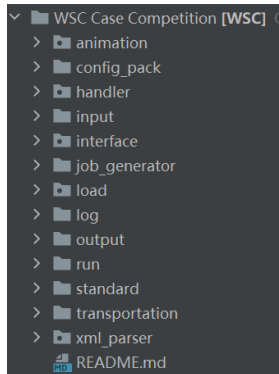 WSC Case Competition [WSC]
animation
config_pack
handler
input
interface
job_generator
load
log
output
run
standard
transportation
xml_parser
README.md